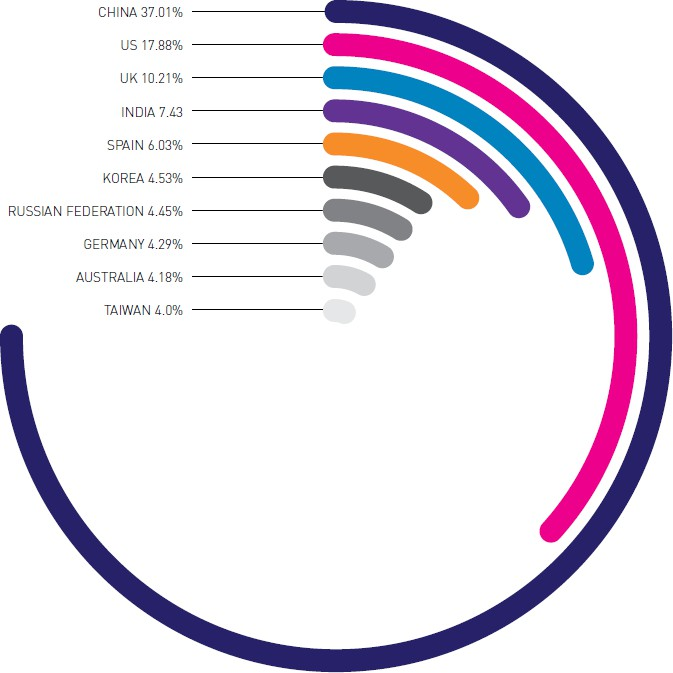 CHINA 37.01%
US 17.88%
UK 10.21%
INDIA 7.43
SPAIN 6.03%
KOREA 4.53%
RUSSIAN FEDERATION 4.45%
GERMANY 4.29%
AUSTRALIA 4.18%
TAIWAN 4.0%